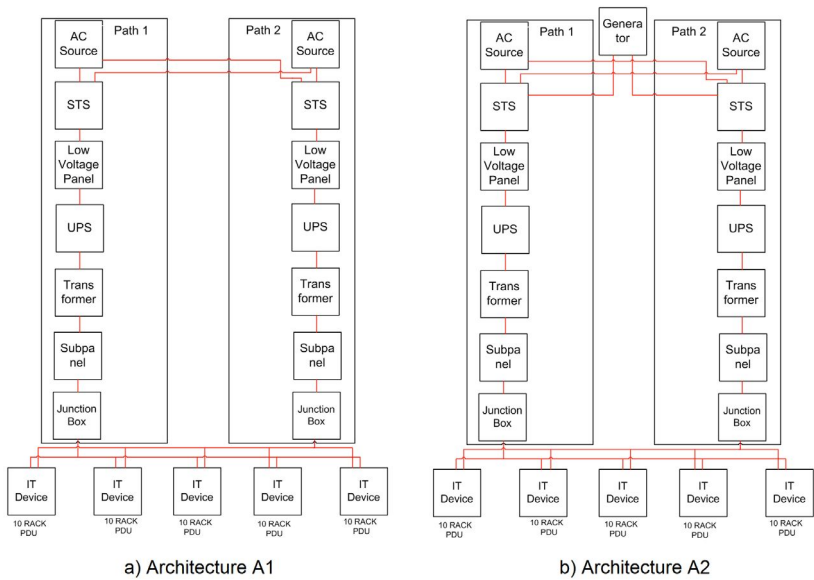 Path 1
AC
Source
STS
Low
Voltage
Panel
UPS
Trans
former
Subpa
nel
Junction
Box
Path 2
AC
Source
STS
Low
Voltage
Panel
UPS
Trans
former
Subpa
nel
Junction
Box
IT
Device
10 RACK
PDU
IT
Device
10 RACK
PDU
IT
Device
10 RACK
PDU
IT
Device
10 RACK
PDU
IT
Device
10 RACK
PDU
a) Architecture A1
Genera
tor
Path 1
AC
Source
STS
Low
Voltage
Panel
UPS
Trans
former
Subpa
nel
Junction
Box
Path 2
AC
Source
STS
Low
Voltage
Panel
UPS
Trans
former
Subpa
nel
Junction
Box
IT
Device
10 RACK
PDU
IT
Device
10 RACK
PDU
IT
Device
10 RACK
PDU
IT
Device
10 RACK
PDU
IT
Device
10 RACK
PDU
b) Architecture A2